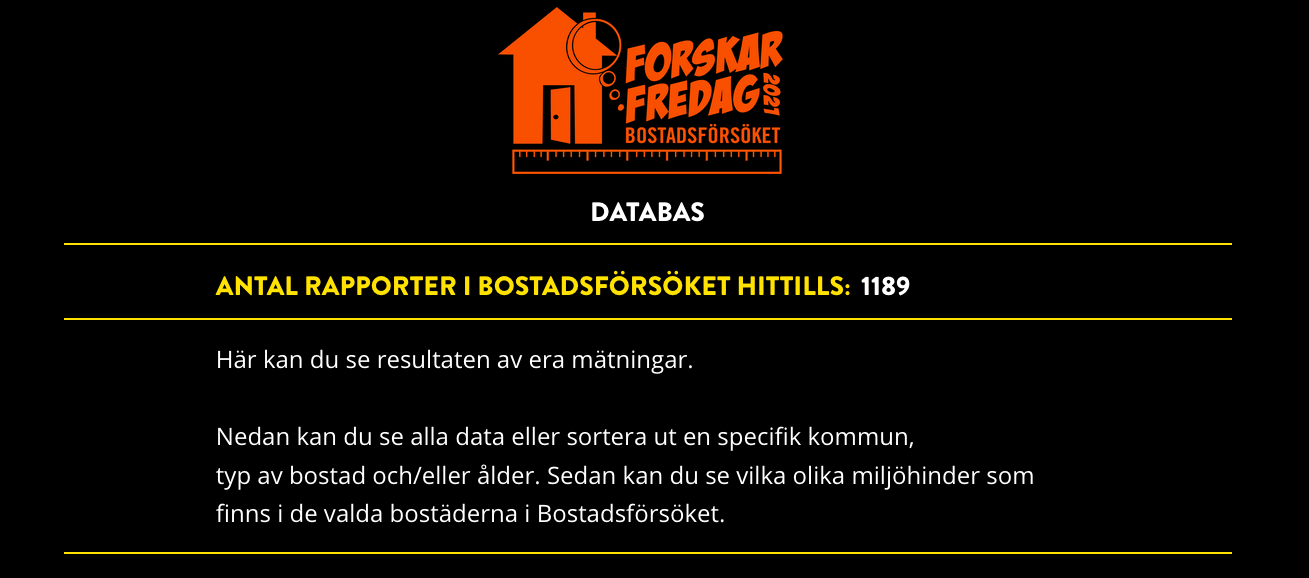 FORSKAR
FREDAG
2021
BOSTADSFÖRSÖKET
DATABAS
ANTAL RAPPORTER I BOSTADSFÖRSÖKET HITTILLS: 1189
Här kan du se resultaten av era mätningar.
Nedan kan du se alla data eller sortera ut en specifik kommun,
typ av bostad och/eller ålder. Sedan kan du se vilka olika miljöhinder som
finns i de valda bostäderna i Bostadsförsöket.